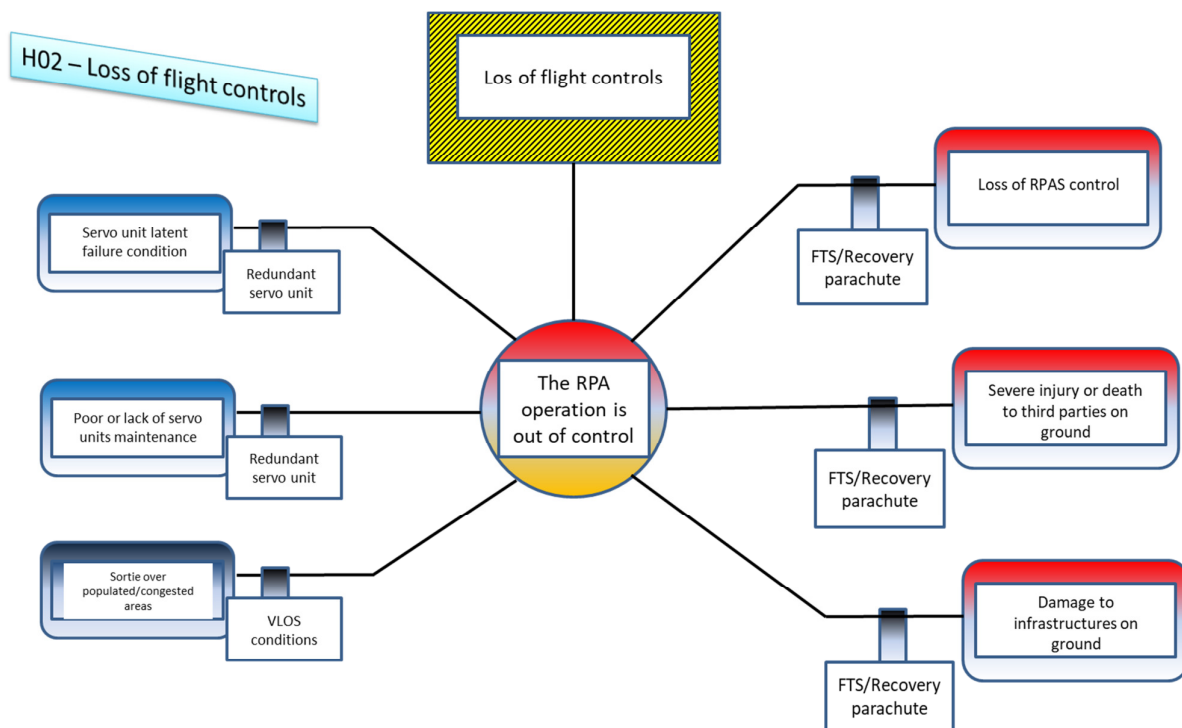 H02 – Loss of flight controls
Los of flight controls
Servo unit latent
failure condition
Redundant
servo unit
Poor or lack of servo
units maintenance
Redundant
servo unit
Sortie over
populated/congested
areas
VLOS
conditions
The RPA
operation is
out of control
Loss of RPAS control
FTS/Recovery
parachute
Severe injury or death
to third parties on
ground
FTS/Recovery
parachute
Damage to
infrastructures on
ground
FTS/Recovery
parachute